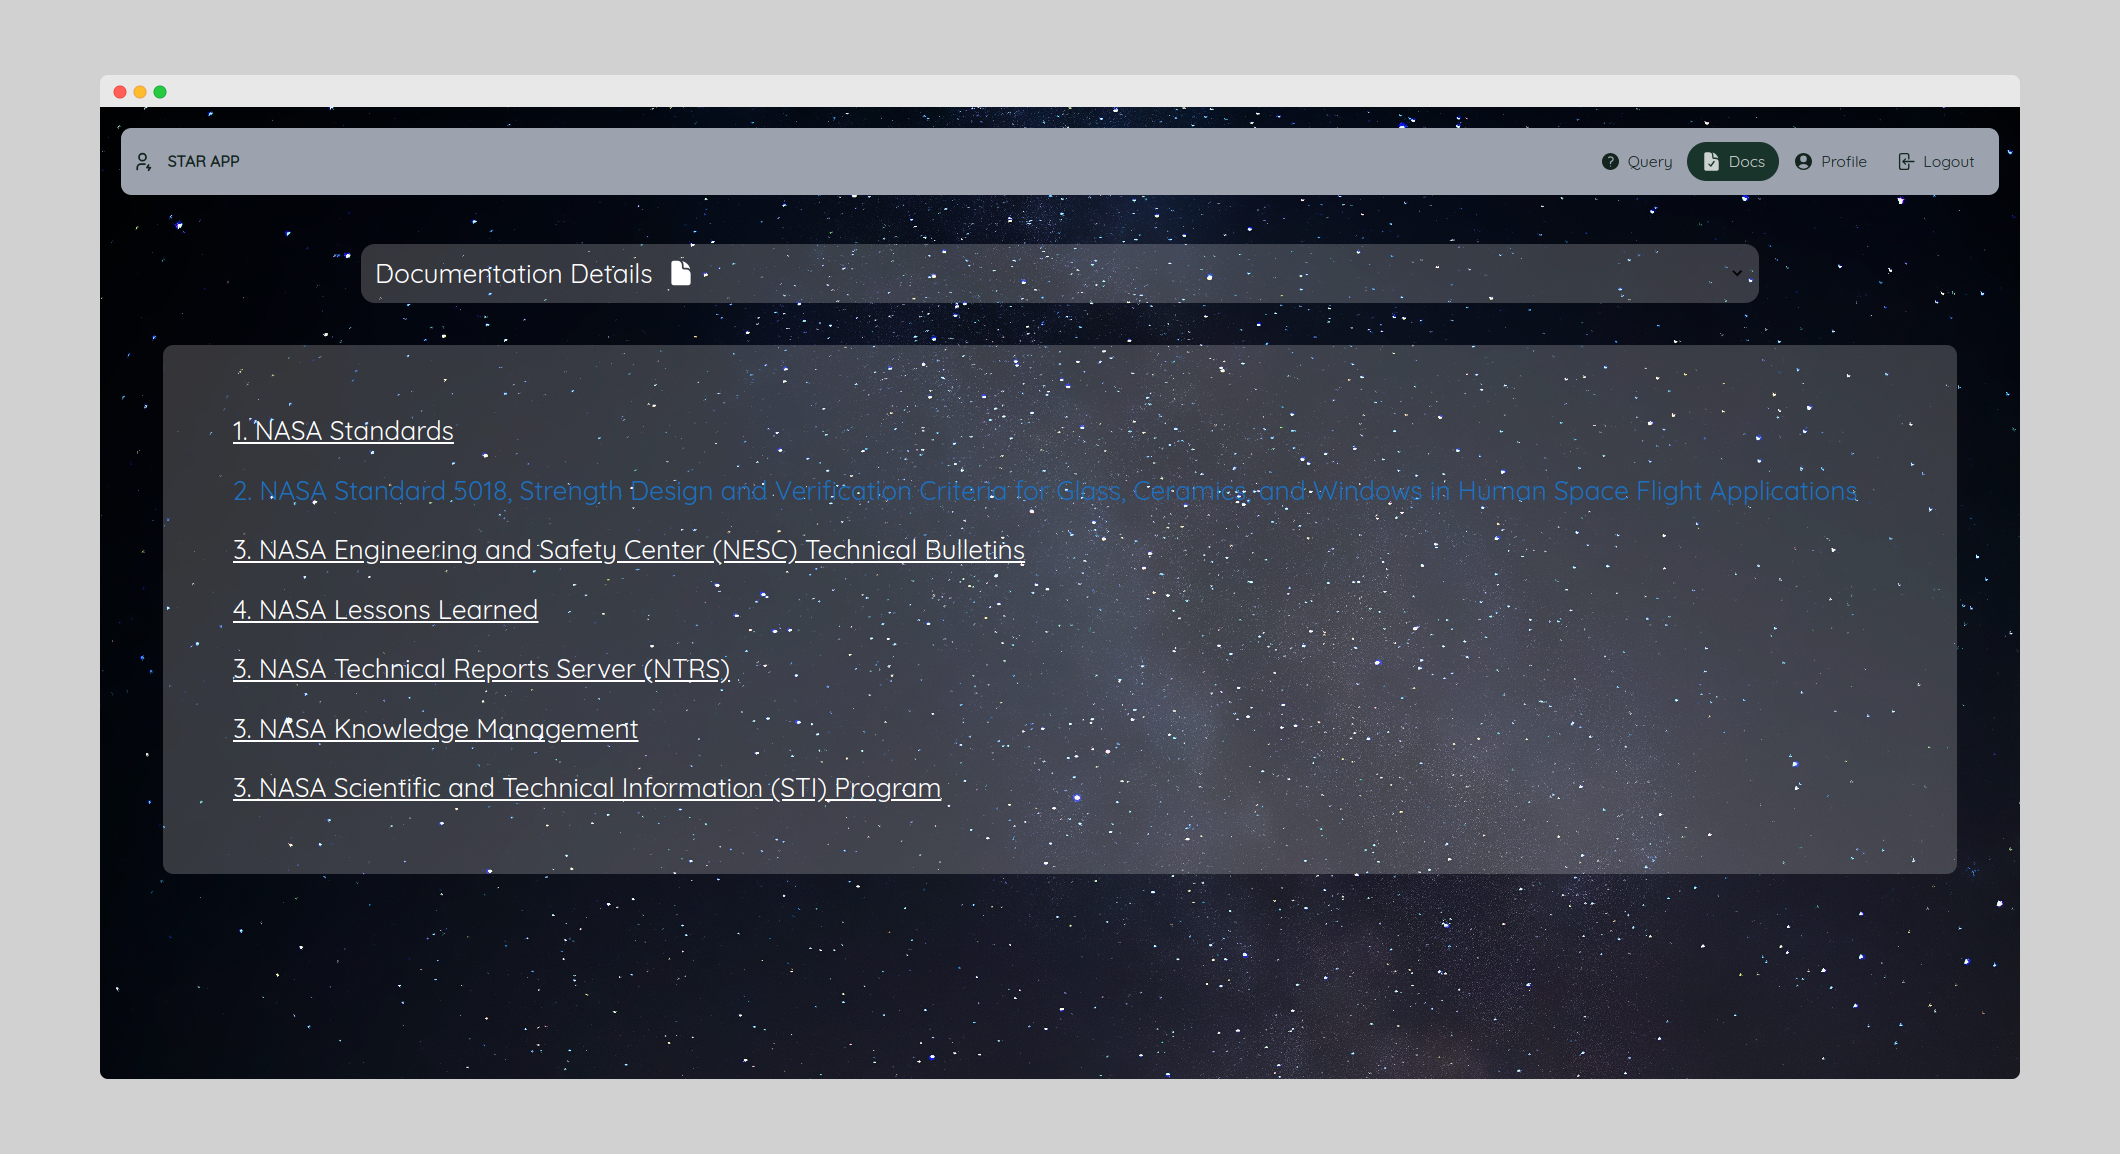 STAR APP
Query
Docs
Profile
Logout
Documentation Details
1. NASA Standards
2. NASA Standard 5018, Strength Design and Verification Criteria for Glass, Ceramics, and Windows in Human Space Flight Applications
3. NASA Engineering and Safety Center (NESC) Technical Bulletins
4. NASA Lessons Learned
3. NASA Technical Reports Server (NTRS)
3. NASA Knowledge Management
3. NASA Scientific and Technical Information (STI) Program